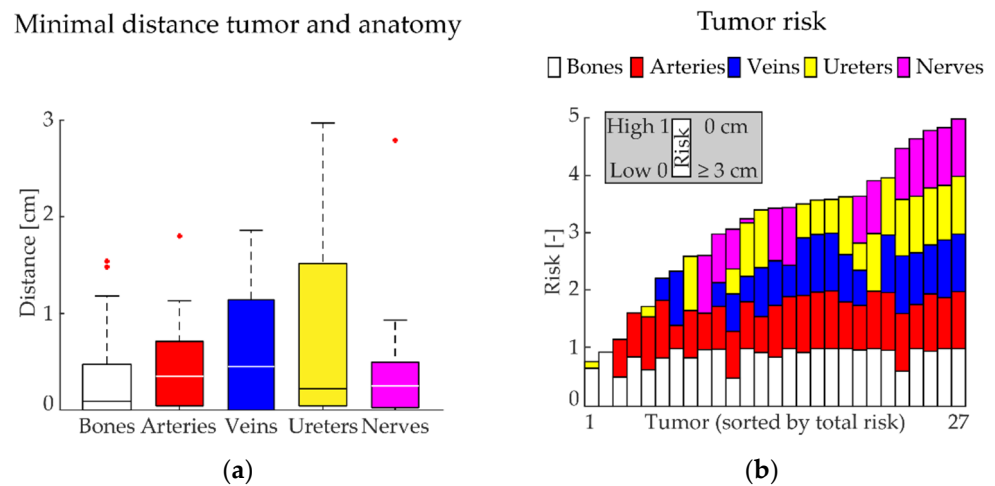 Minimal distance tumor and anatomy
Distance [cm]
3
2
1
0
Bones Arteries Veins Ureters Nerves
(a)
Tumor risk
Bones Arteries Veins Ureters Nerves
Risk [-]
5
4
3
2
1
0
High 1 Risk 0 cm
Low 0 ≥ 3 cm
1 Tumor (sorted by total risk) 27
(b)